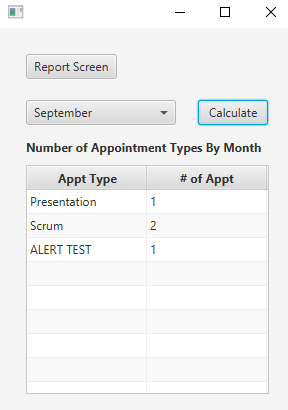 Report Screen
September Calculate
Number of Appointment Types By Month
Appt Type # of Appt
Presentation 1
Scrum 2
ALERT TEST 1